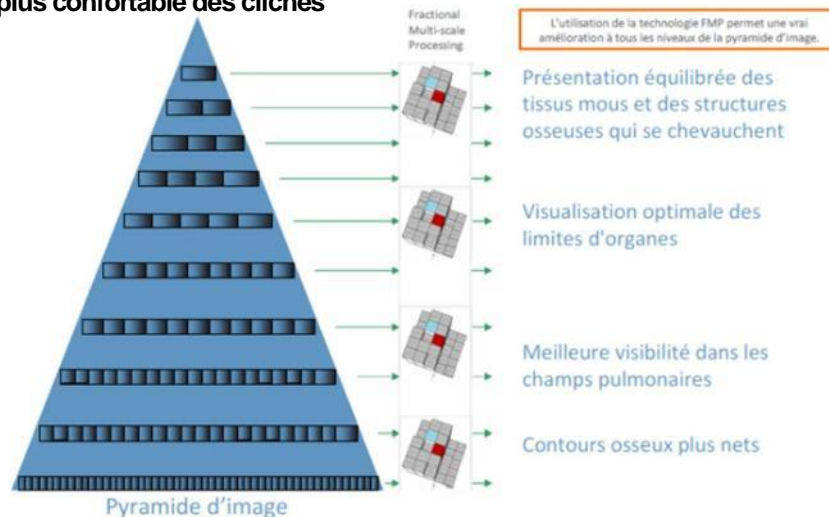 plus confortable des clichés
Fractional
Multi-scale
Processing
L'utilisation de la technologie FMP permet une vrai
amélioration à tous les niveaux de la pyramide d'image.
Présentation équilibrée des
tissus mous et des structures
osseuses qui se chevauchent
Visualisation optimale des
limites d'organes
Meilleure visibilité dans les
champs pulmonaires
Contours osseux plus nets
Pyramide d'image